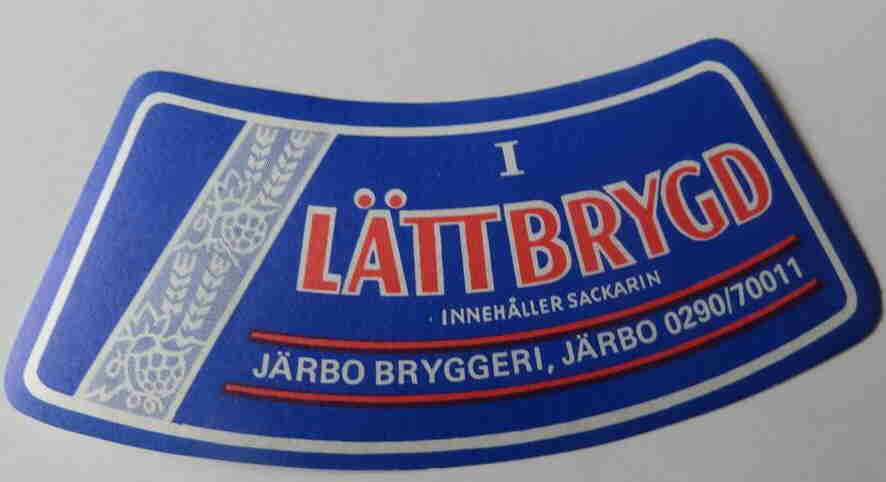 I
LÄTTBRYGD
INNEHÅLLER SACKARIN
JÄRBO BRYGGERI, JÄRBO 0290/70011